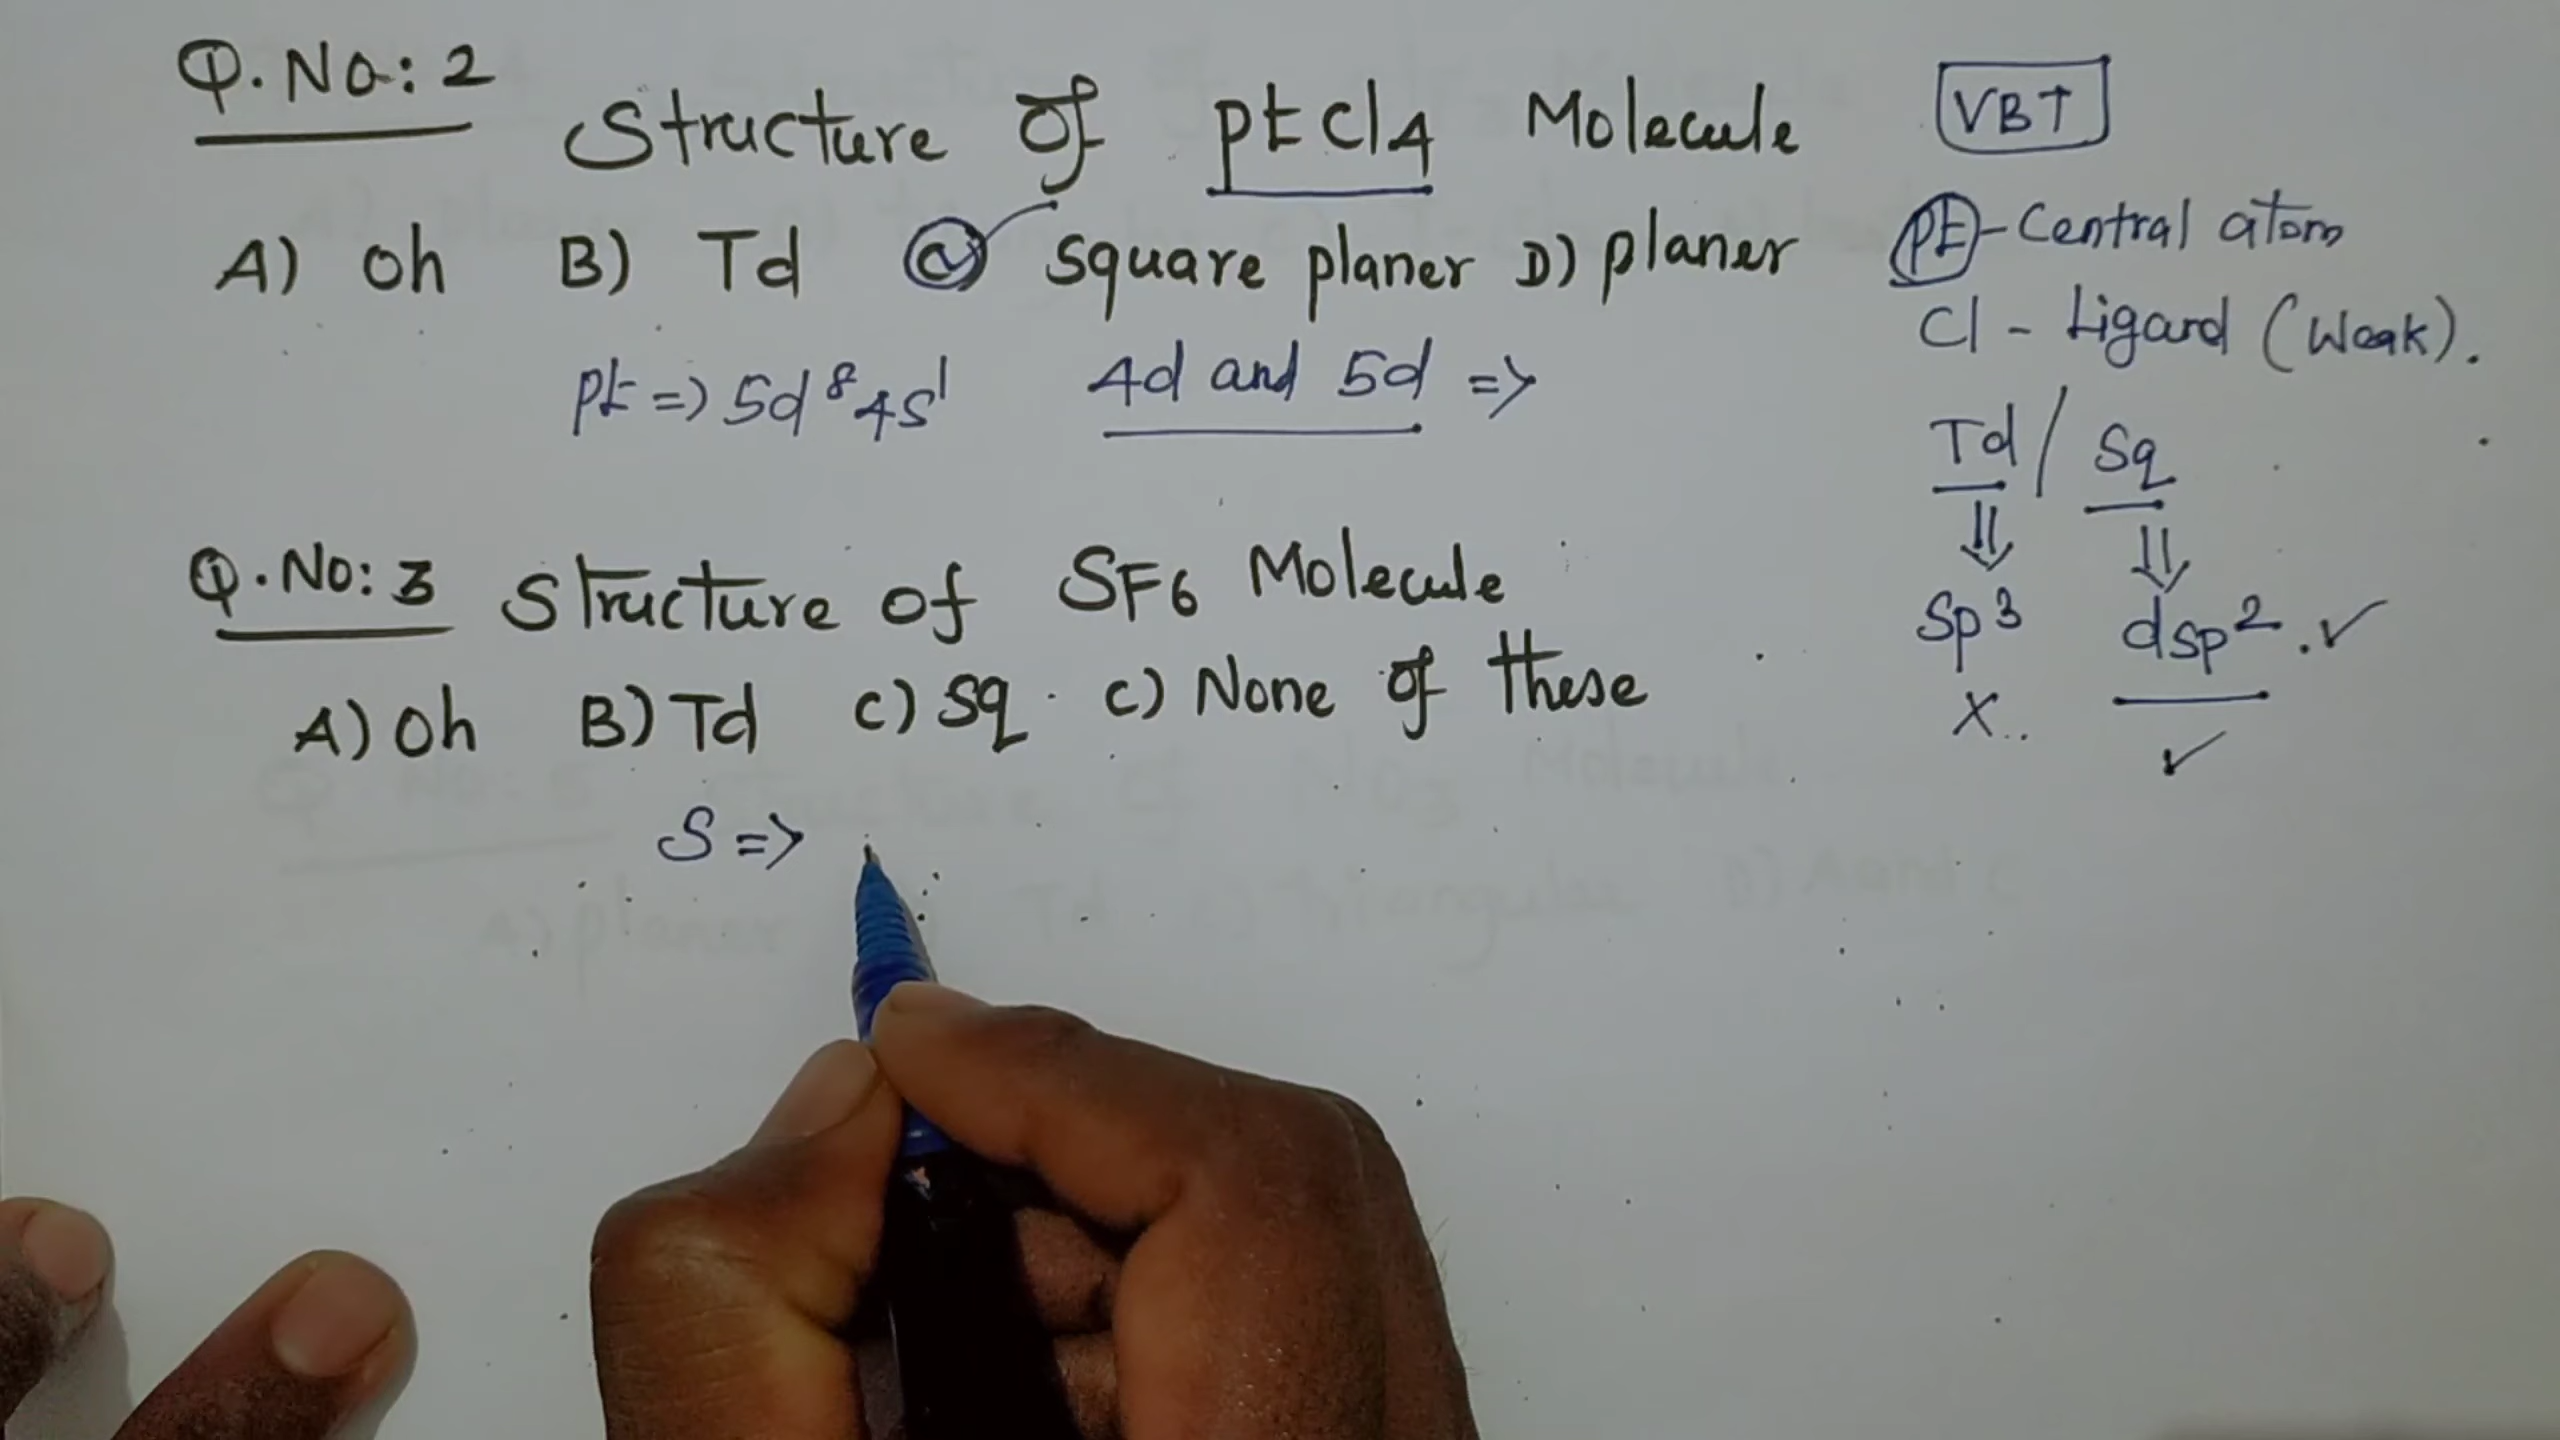 Q.No:2
Structure of ptcl4 Molecule
A) Oh B) Td C) square planer D) planer
pt => 5d⁸4s¹ 4d and 5d =>
VBT
pt - Central atom
Cl - Ligand (Weak).
Td / Sq
Sp³ dsp².
Q.No:3 Structure of SF6 Molecule
A) Oh B) Td C) Sq. C) None of these
S =>